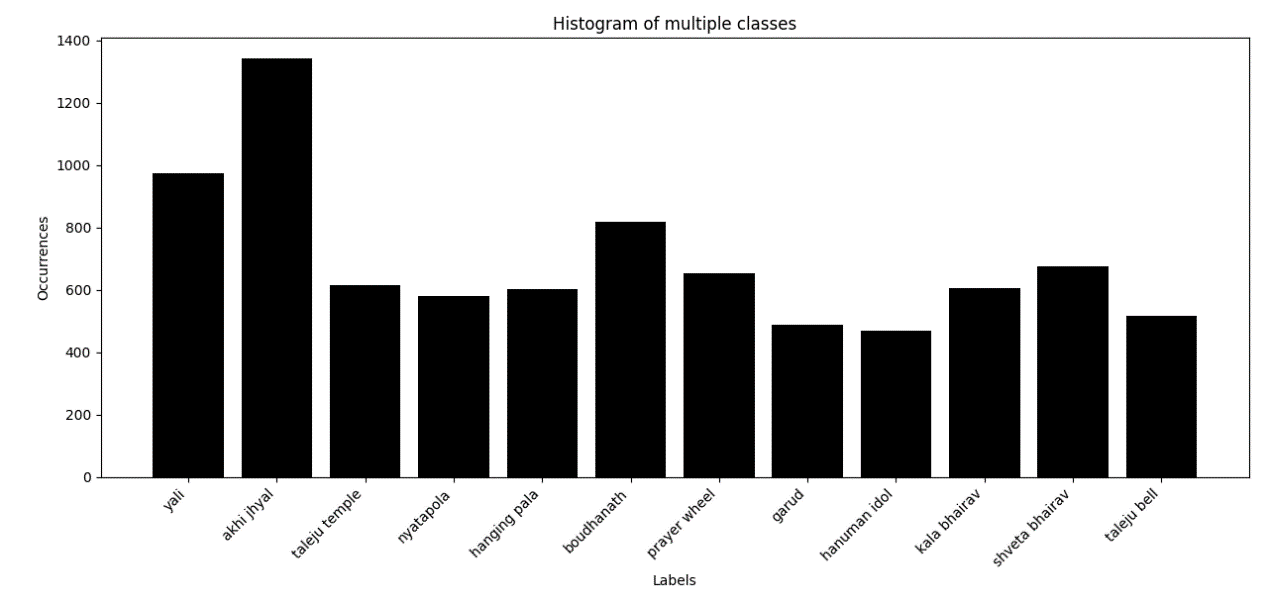 Histogram of multiple classes
1400
1200
1000
800
600
400
200
0
Occurrences
yali
akhi jhyal
taleju temple
nyatapola
hanging pala
boudhanath
prayer wheel
garud
hanuman idol
kala bhairav
shveta bhairav
taleju bell
Labels